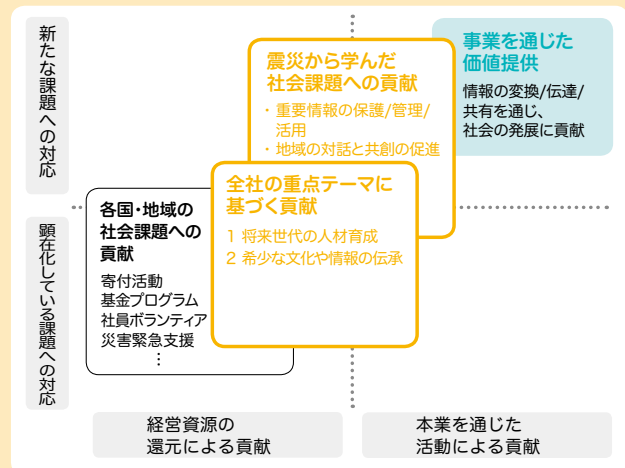 新たな課題への対応
震災から学んだ
社会課題への貢献
・重要情報の保護/管理/
活用
・地域の対話と共創の促進
事業を通じた
価値提供
情報の変換/伝達/
共有を通じ、
社会の発展に貢献
全社の重点テーマに
基づく貢献
1 将来世代の人材育成
2 希少な文化や情報の伝承
各国・地域の
社会課題への
貢献
寄付活動
基金プログラム
社員ボランティア
災害緊急支援
⋮
顕在化している課題への対応
経営資源の
還元による貢献
本業を通じた
活動による貢献